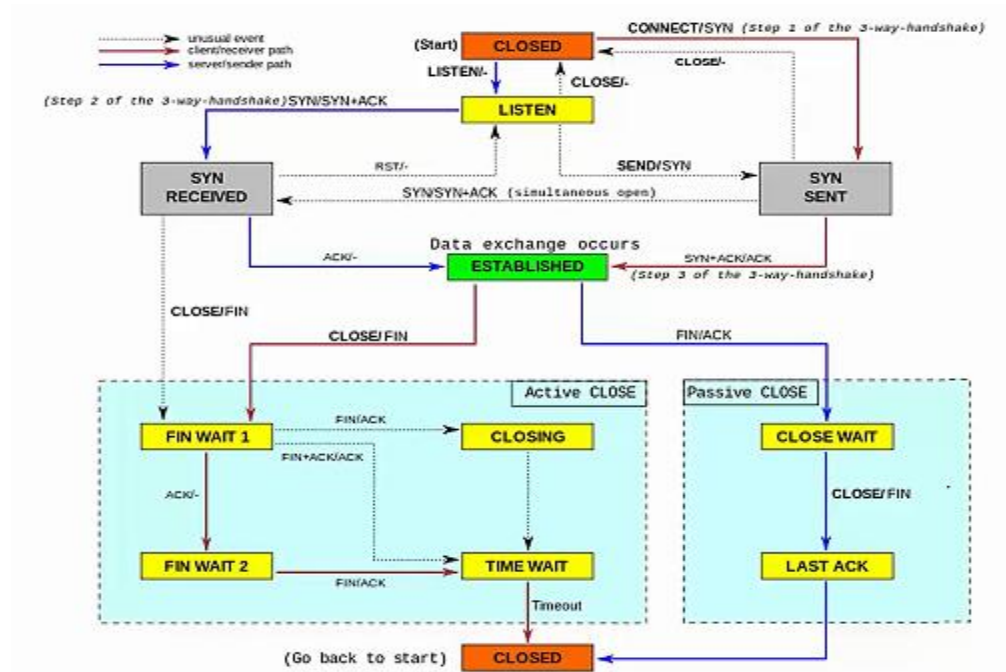 unusual event
client/receiver path
server/sender path
CONNECT/SYN (Step 1 of the 3-way-handshake)
(Start) CLOSED
CLOSE/-
LISTEN/-
CLOSE/-
(Step 2 of the 3-way-handshake)SYN/SYN+ACK
LISTEN
RST/-
SEND/SYN
SYN RECEIVED
SYN SENT
SYN/SYN+ACK (simultaneous open)
Data exchange occurs
ACK/-
ESTABLISHED
SYN+ACK/ACK
(Step 3 of the 3-way-handshake)
CLOSE/FIN
CLOSE/FIN
FIN/ACK
Active CLOSE
Passive CLOSE
FIN WAIT 1
FIN/ACK
CLOSING
CLOSE WAIT
FIN+ACK/ACK
ACK/-
CLOSE/FIN
FIN WAIT 2
FIN/ACK
TIME WAIT
LAST ACK
Timeout
(Go back to start) CLOSED